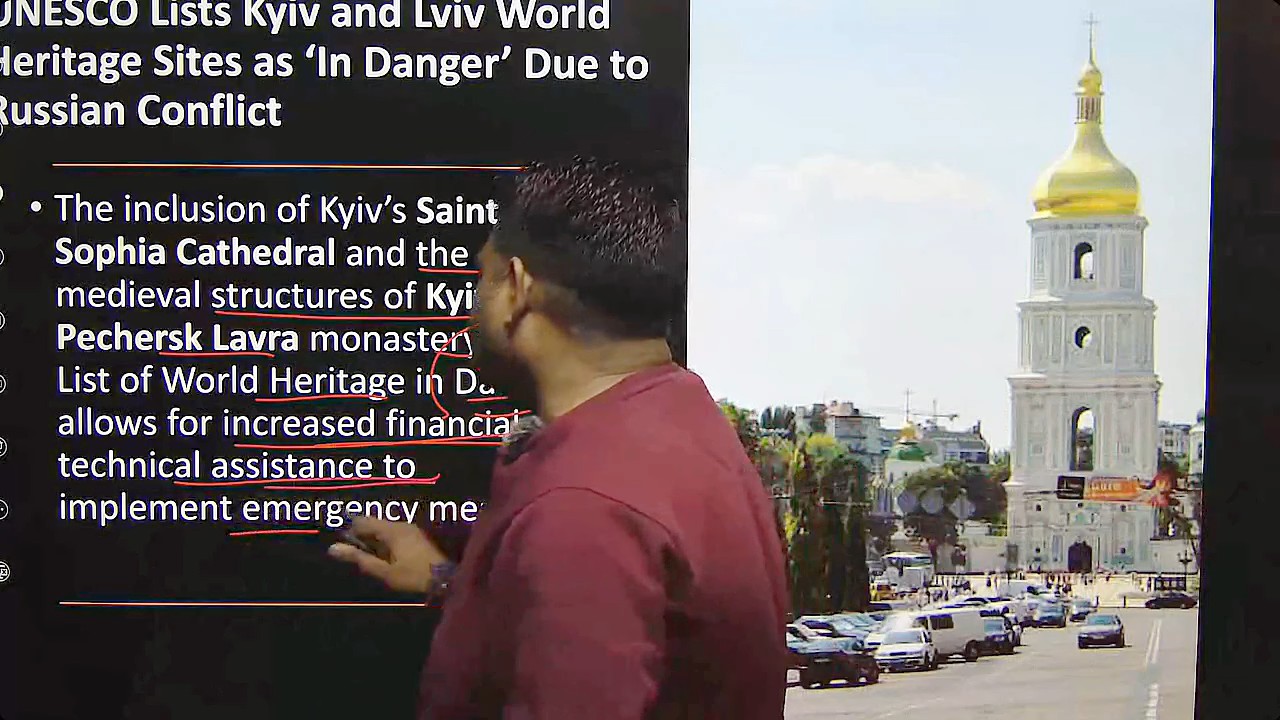 UNESCO Lists Kyiv and Lviv World
Heritage Sites as ‘In Danger’ Due to
Russian Conflict
• The inclusion of Kyiv’s Saint
Sophia Cathedral and the
medieval structures of
Pechersk Lavra monastery
List of World Heritage in
allows for increased financial
technical assistance to
implement emergency